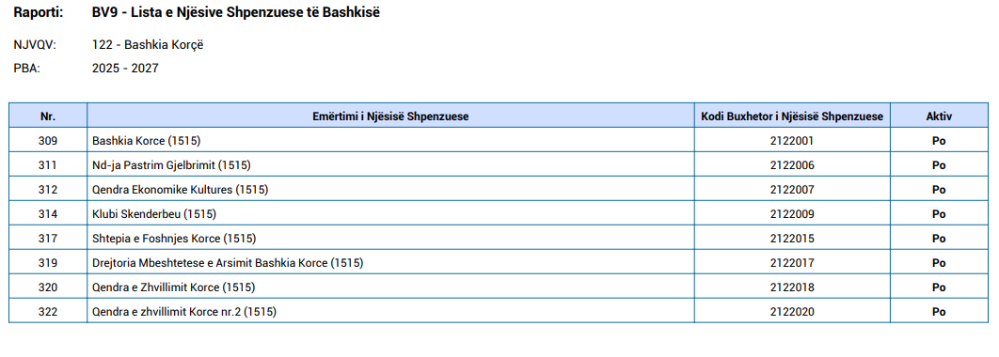 Raporti: BV9 - Lista e Njësive Shpenzuese të Bashkisë
NJVQV: 122 - Bashkia Korçë
PBA: 2025 - 2027
Nr. Emërtimi i Njësisë Shpenzuese Kodi Buxhetor i Njësisë Shpenzuese Aktiv
309 Bashkia Korce (1515) 2122001 Po
311 Nd-ja Pastrim Gjelbrimit (1515) 2122006 Po
312 Qendra Ekonomike Kultures (1515) 2122007 Po
314 Klubi Skenderbeu (1515) 2122009 Po
317 Shtepia e Foshnjes Korce (1515) 2122015 Po
319 Drejtoria Mbeshtetese e Arsimit Bashkia Korce (1515) 2122017 Po
320 Qendra e Zhvillimit Korce (1515) 2122018 Po
322 Qendra e zhvillimit Korce nr.2 (1515) 2122020 Po